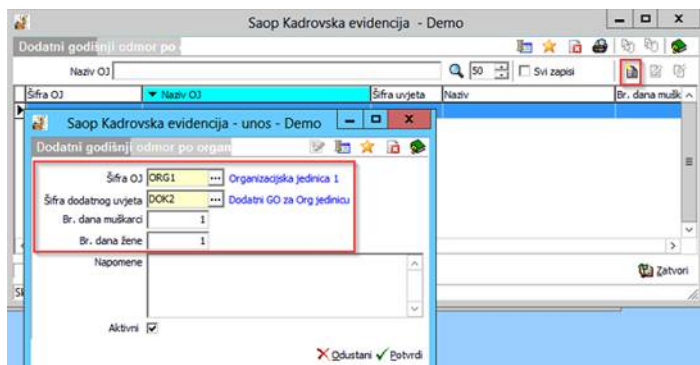 Saop Kadrovska evidencija - Demo
Dodatni godišnji odmor po
Naziv OJ
50
Svi zapisi
Šifra OJ
Naziv OJ
Šifra uvjeta
Naziv
Br. dana mušk
Saop Kadrovska evidencija - unos - Demo
Dodatni godišnji odmor po organ
Šifra OJ ORG1 ... Organizacijska jedinica 1
Šifra dodatnog uvjeta DOK2 ... Dodatni GO za Org jedinicu
Br. dana muškarci 1
Br. dana žene 1
Napomene
Zatvori
Aktivni
Odustani Potvrdi